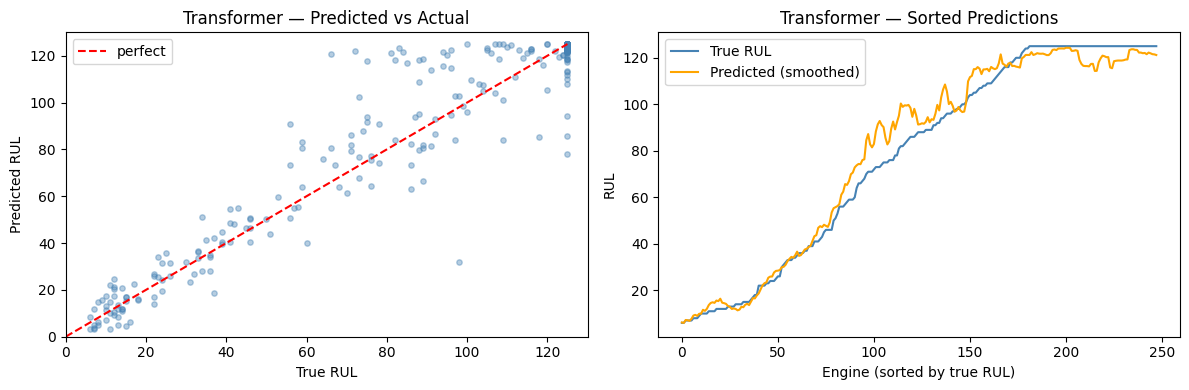 Transformer — Predicted vs Actual
perfect
Predicted RUL
120
100
80
60
40
20
0
0 20 40 60 80 100 120
True RUL
Transformer — Sorted Predictions
True RUL
Predicted (smoothed)
RUL
120
100
80
60
40
20
0 50 100 150 200 250
Engine (sorted by true RUL)